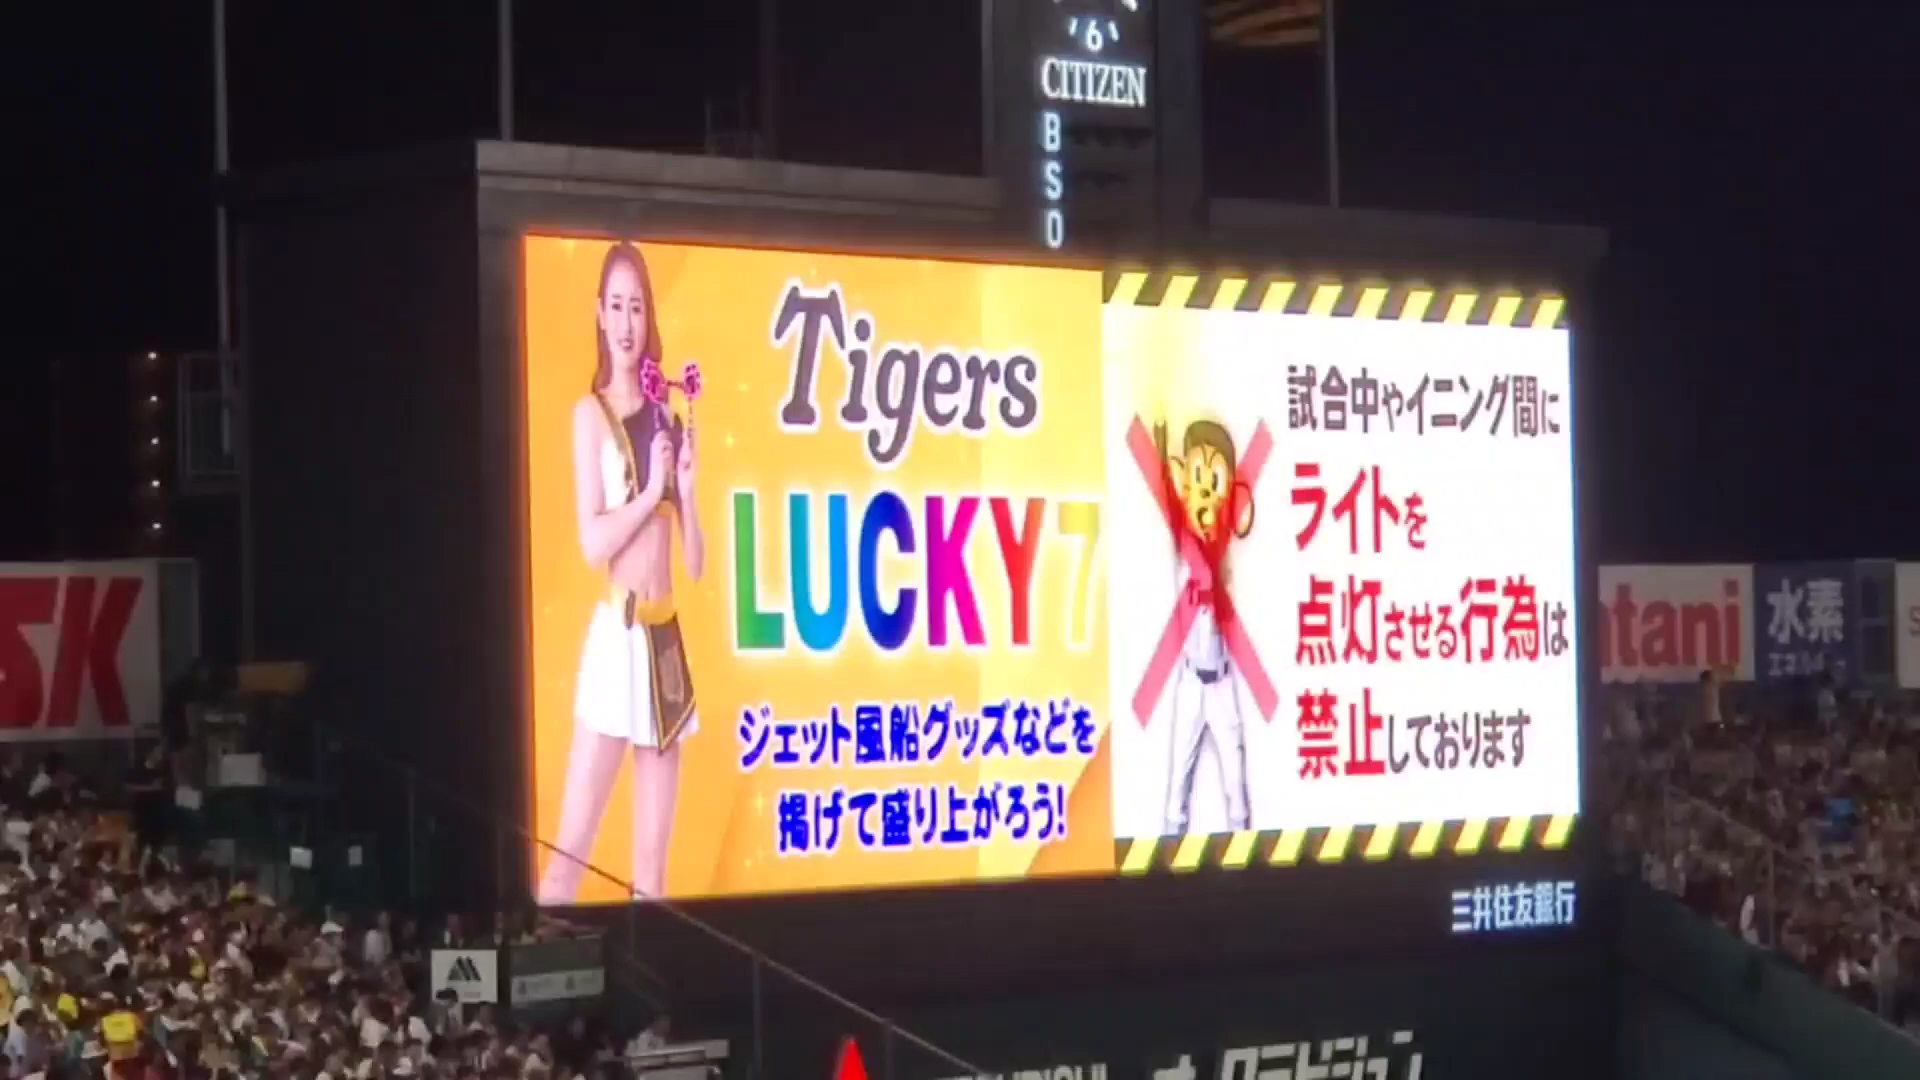 6
CITIZEN
B
S
O
Tigers
LUCKY 7
ジェット風船グッズなどを
掲げて盛り上がろう!
試合中やイニング間に
ライトを
点灯させる行為は
禁止しております
三井住友銀行
SK
tani
水素